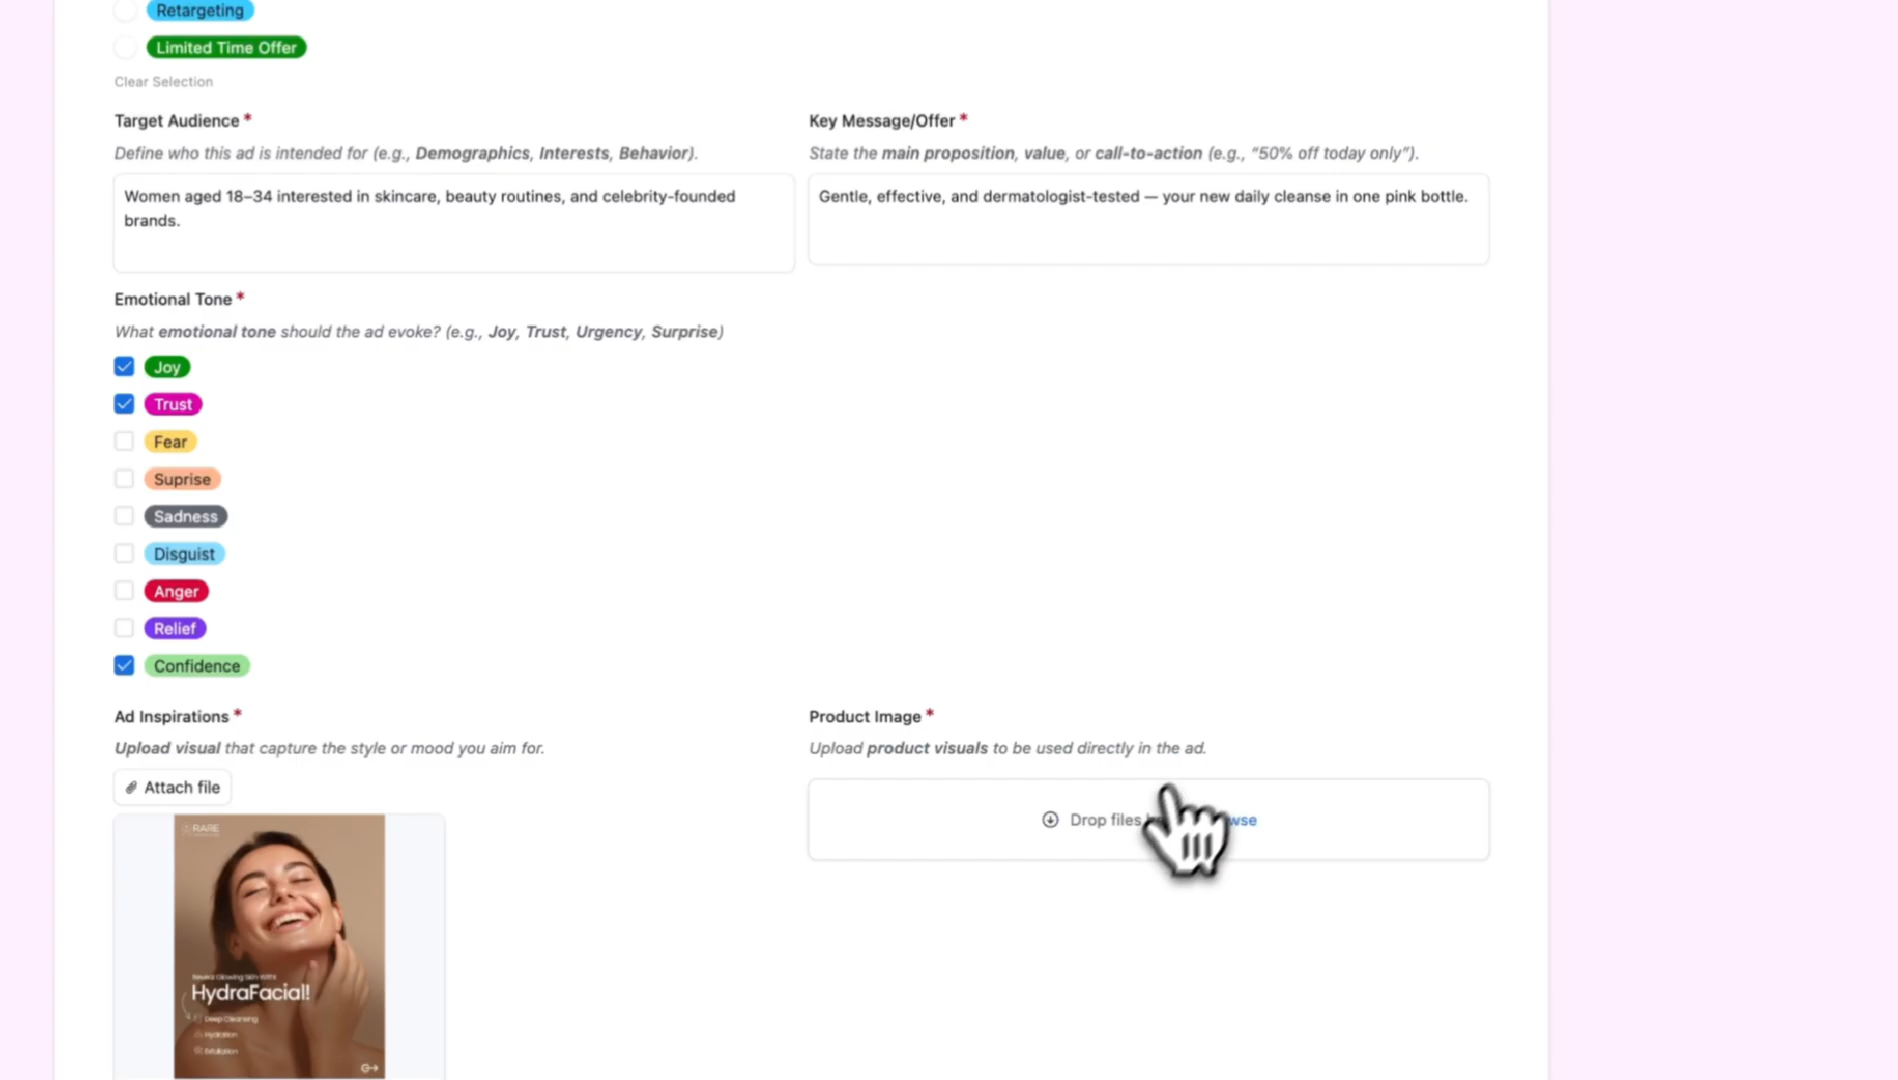 Retargeting
Limited Time Offer
Clear Selection
Target Audience *
Define who this ad is intended for (e.g., Demographics, Interests, Behavior).
Women aged 18–34 interested in skincare, beauty routines, and celebrity-founded
brands.
Key Message/Offer *
State the main proposition, value, or call-to-action (e.g., “50% off today only”).
Gentle, effective, and dermatologist-tested — your new daily cleanse in one pink bottle.
Emotional Tone *
What emotional tone should the ad evoke? (e.g., Joy, Trust, Urgency, Surprise)
Joy
Trust
Fear
Suprise
Sadness
Disguist
Anger
Relief
Confidence
Ad Inspirations *
Upload visual that capture the style or mood you aim for.
Attach file
RARE
HydraFacial!
Deep Cleansing
Hydration
Exfoliation
Product Image *
Upload product visuals to be used directly in the ad.
Drop files